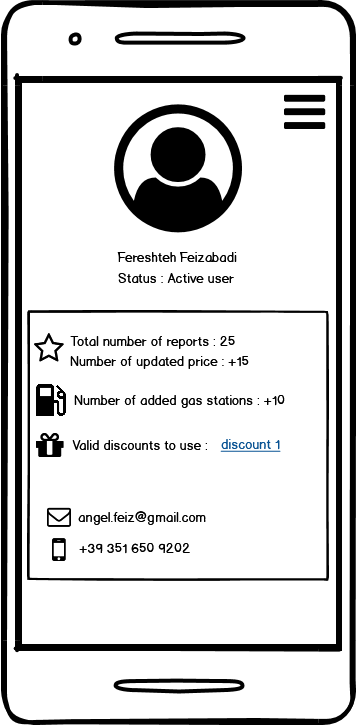 Fereshteh Feizabadi
Status : Active user
Total number of reports : 25
Number of updated price : +15
Number of added gas stations : +10
Valid discounts to use : discount 1
angel.feiz@gmail.com
+39 351 650 9202